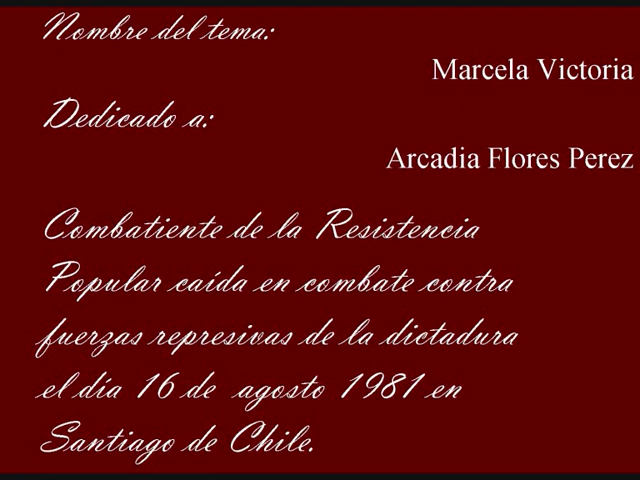 Nombre del tema:
Marcela Victoria
Dedicado a:
Arcadia Flores Perez
Combatiente de la Resistencia
Popular caída en combate contra
fuerzas represivas de la dictadura
el día 16 de agosto 1981 en
Santiago de Chile.